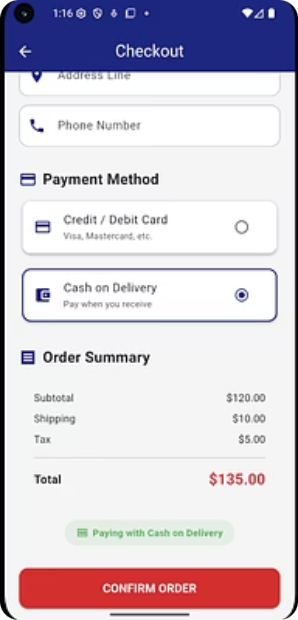 1:16
Checkout
Address Line
Phone Number
Payment Method
Credit / Debit Card
Visa, Mastercard, etc.
Cash on Delivery
Pay when you receive
Order Summary
Subtotal $120.00
Shipping $10.00
Tax $5.00
Total $135.00
Paying with Cash on Delivery
CONFIRM ORDER